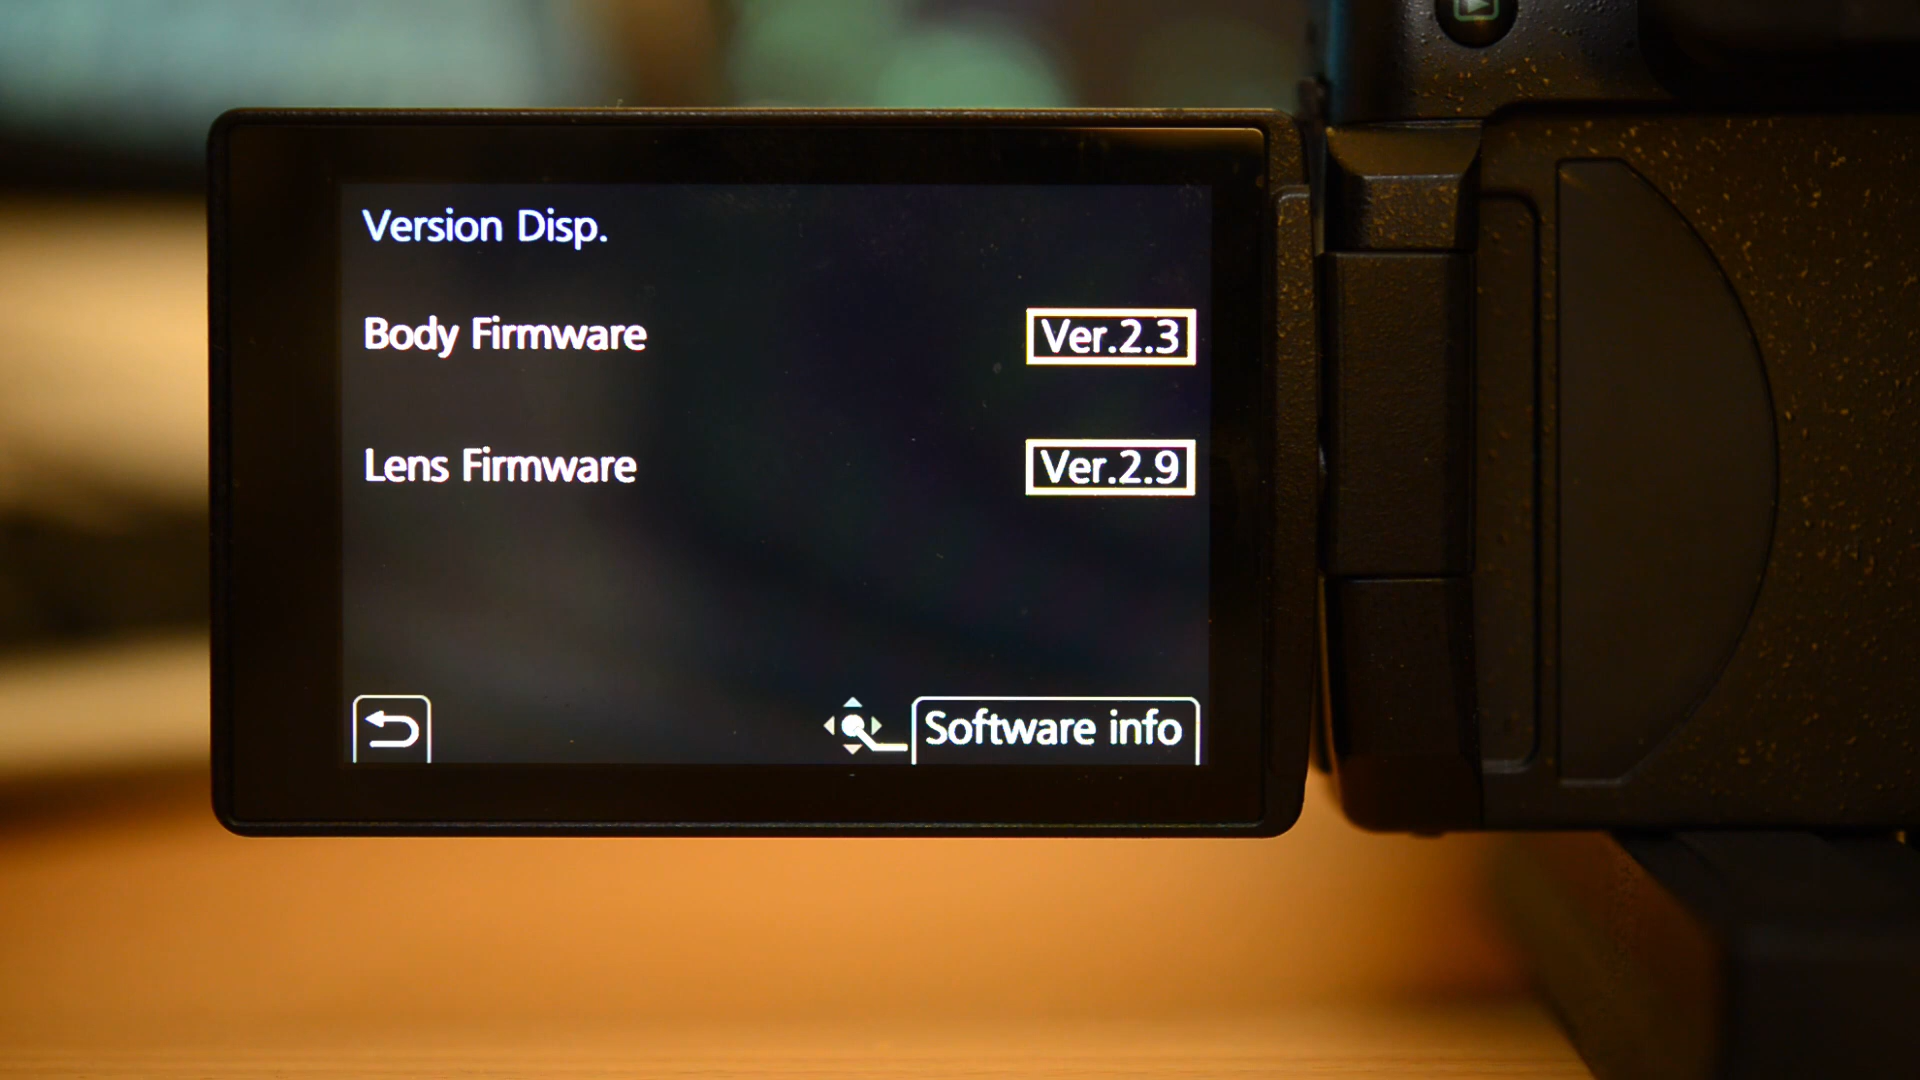 Version Disp.
Body Firmware Ver.2.3
Lens Firmware Ver.2.9
Software info